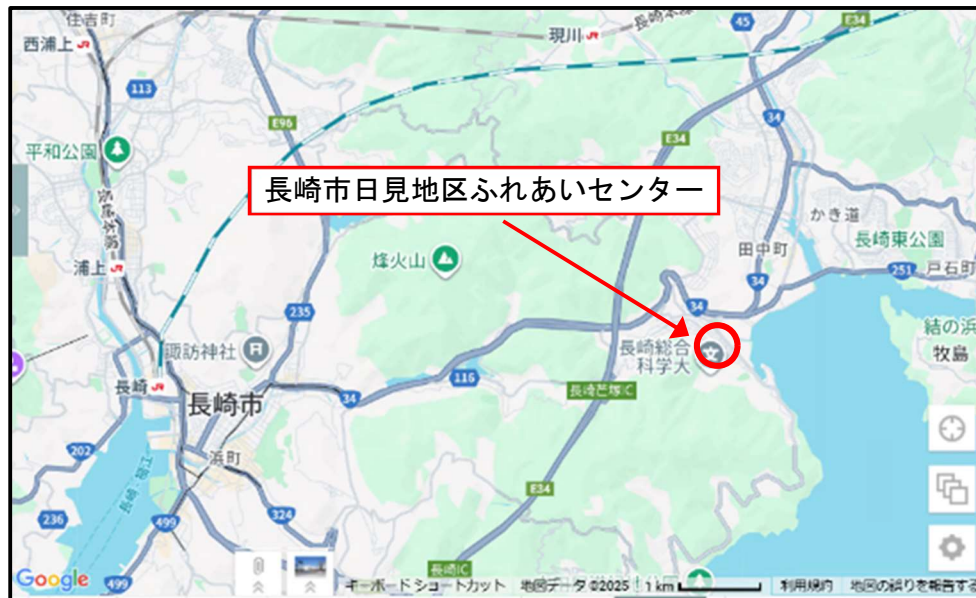 住吉町
西浦上
現川
45
E34
113
E96
34
E34
平和公園
長崎市日見地区ふれあいセンター
かき道
田中町
長崎東公園
烽火山
251
戸石町
浦上
235
34
34
諏訪神社
長崎総合
科学大
結の浜
牧島
116
長崎
34
長崎芒塚IC
長崎市
202
浜町
E34
236
499
324
長崎IC
Google
499
キーボード ショートカット
地図データ ©2025
1 km
利用規約
地図の誤りを報告する